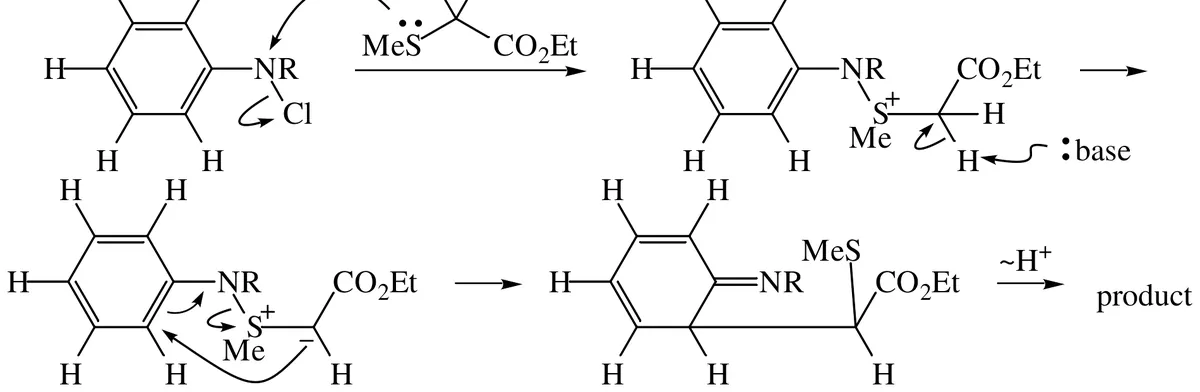 H NR Cl H H
MeS CO2Et
H NR S+ Me CO2Et H H H H
:base
H H H NR S+ Me CO2Et – H H H
H H H NR MeS CO2Et H H H
~H+
product